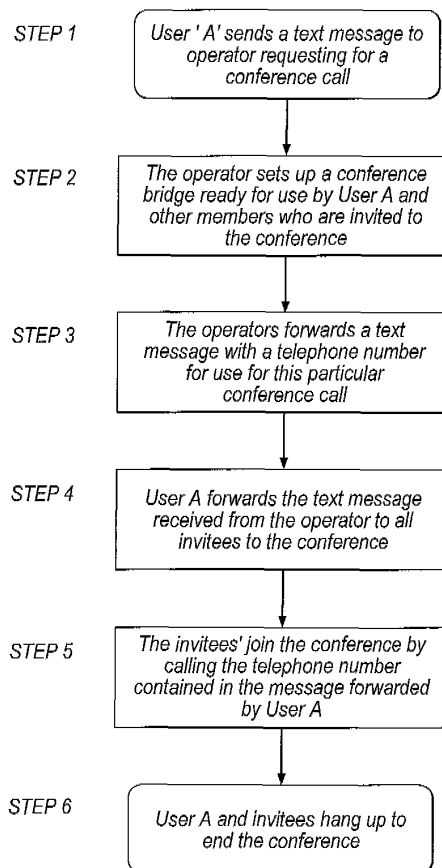 STEP 1
User ' A' sends a text message to
operator requesting for a
conference call
STEP 2
The operator sets up a conference
bridge ready for use by User A and
other members who are invited to
the conference
STEP 3
The operators forwards a text
message with a telephone number
for use for this particular
conference call
STEP 4
User A forwards the text message
received from the operator to all
invitees to the conference
STEP 5
The invitees' join the conference by
calling the telephone number
contained in the message forwarded
by User A
STEP 6
User A and invitees hang up to
end the conference